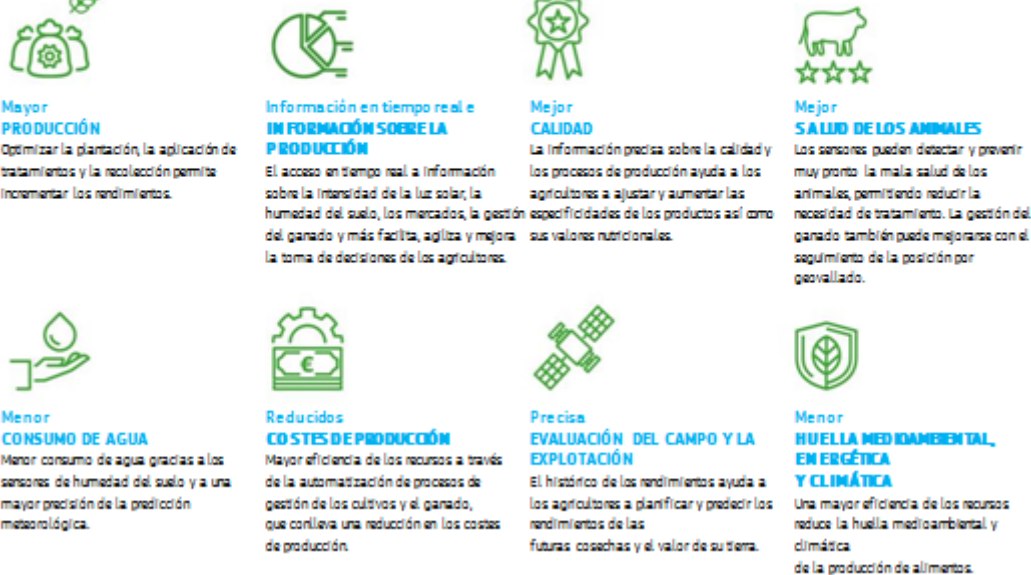 Mayor
PRODUCCIÓN
Optimizar la plantación, la aplicación de
tratamientos y la recolección permite
incrementar los rendimientos.
Información en tiempo real e
INFORMACIÓN SOBRE LA
PRODUCCIÓN
El acceso en tiempo real a información
sobre la intensidad de la luz solar, la
humedad del suelo, los mercados, la gestión
del ganado y más facilita, agiliza y mejora
la toma de decisiones de los agricultores.
Mejor
CALIDAD
La información precisa sobre la calidad y
los procesos de producción ayuda a los
agricultores a ajustar y aumentar las
especificidades de los productos así como
sus valores nutricionales.
Mejor
SALUD DE LOS ANIMALES
Los sensores pueden detectar y prevenir
muy pronto la mala salud de los
animales, permitiendo reducir la
necesidad de tratamiento. La gestión del
ganado también puede mejorarse con el
seguimiento de la posición por
geovallado.
Menor
CONSUMO DE AGUA
Menor consumo de agua gracias a los
sensores de humedad del suelo y a una
mayor precisión de la predicción
meteorológica.
€
Reducidos
COSTES DE PRODUCCIÓN
Mayor eficiencia de los recursos a través
de la automatización de procesos de
gestión de los cultivos y el ganado,
que conlleva una reducción en los costes
de producción.
Precisa
EVALUACIÓN DEL CAMPO Y LA
EXPLOTACIÓN
El histórico de los rendimientos ayuda a
los agricultores a planificar y predecir los
rendimientos de las
futuras cosechas y el valor de su tierra.
Menor
HUELLA MEDIOAMBIENTAL,
ENERGÉTICA
Y CLIMÁTICA
Una mayor eficiencia de los recursos
reduce la huella medioambiental y
climática
de la producción de alimentos.